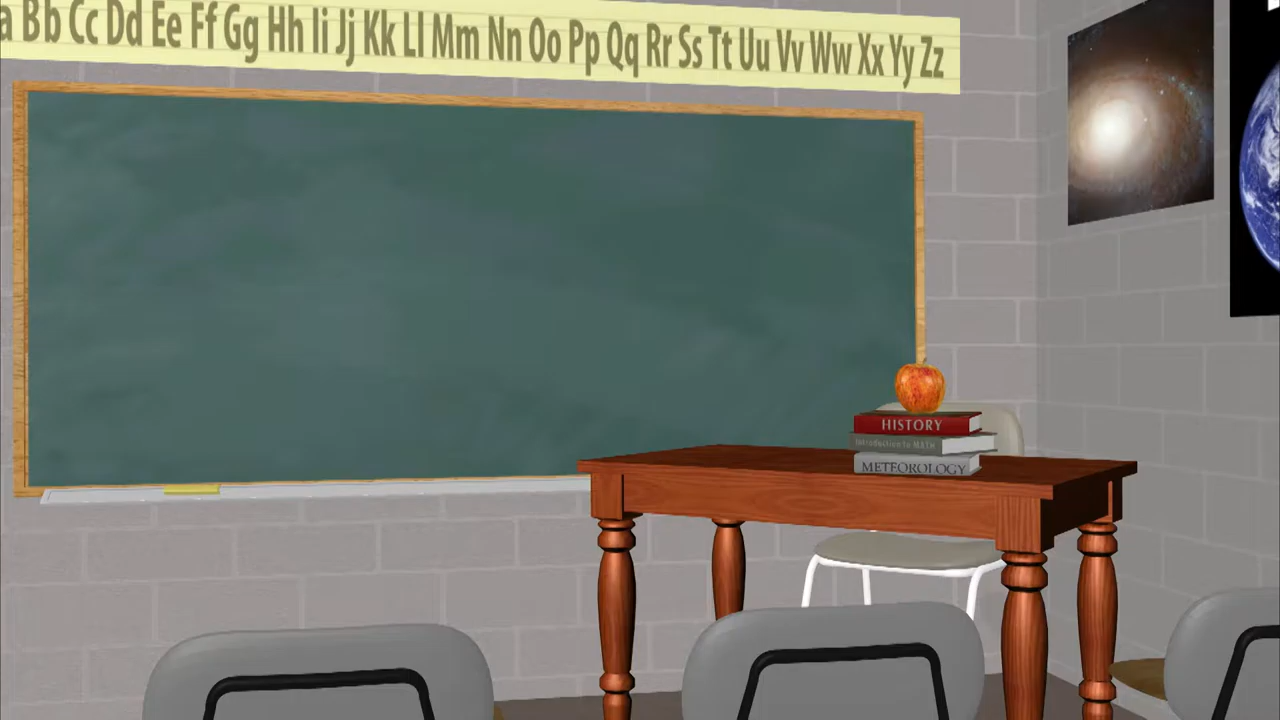 a Bb Cc Dd Ee Ff Gg Hh Ii Jj Kk Ll Mm Nn Oo Pp Qq Rr Ss Tt Uu Vv Ww Xx Yy Zz
HISTORY
Introduction to MATH
METEOROLOGY